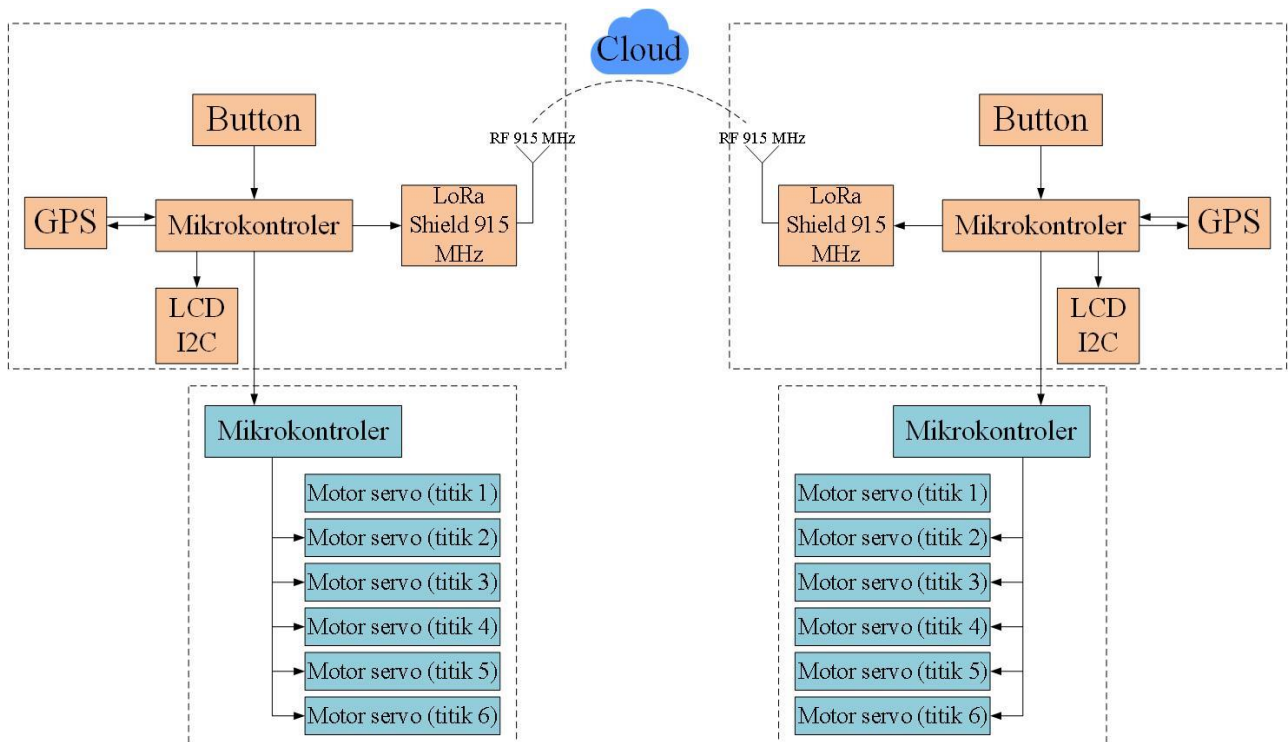 Cloud
RF 915 MHz
RF 915 MHz
Button
GPS
Mikrokontroler
LoRa
Shield 915
MHz
LCD
I2C
Button
LoRa
Shield 915
MHz
Mikrokontroler
GPS
LCD
I2C
Mikrokontroler
Motor servo (titik 1)
Motor servo (titik 2)
Motor servo (titik 3)
Motor servo (titik 4)
Motor servo (titik 5)
Motor servo (titik 6)
Mikrokontroler
Motor servo (titik 1)
Motor servo (titik 2)
Motor servo (titik 3)
Motor servo (titik 4)
Motor servo (titik 5)
Motor servo (titik 6)